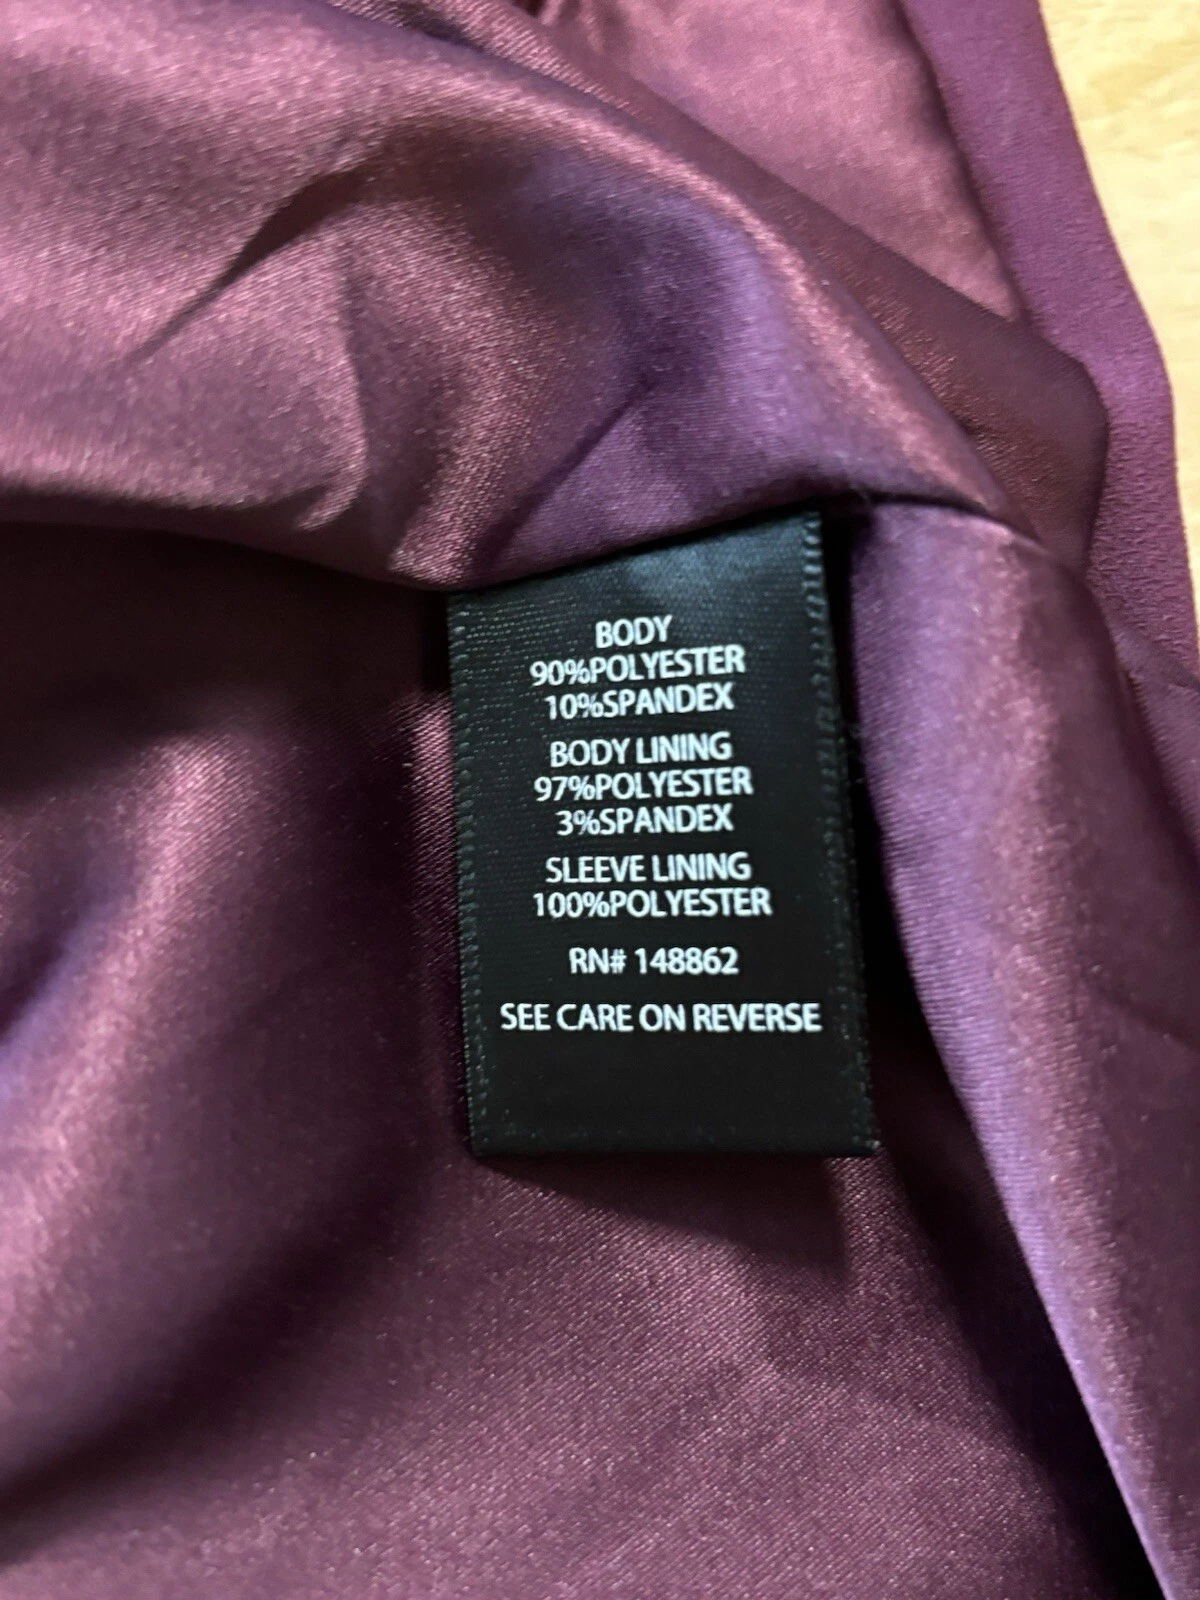 BODY
90%POLYESTER
10%SPANDEX
BODY LINING
97%POLYESTER
3%SPANDEX
SLEEVE LINING
100%POLYESTER
RN# 148862
SEE CARE ON REVERSE